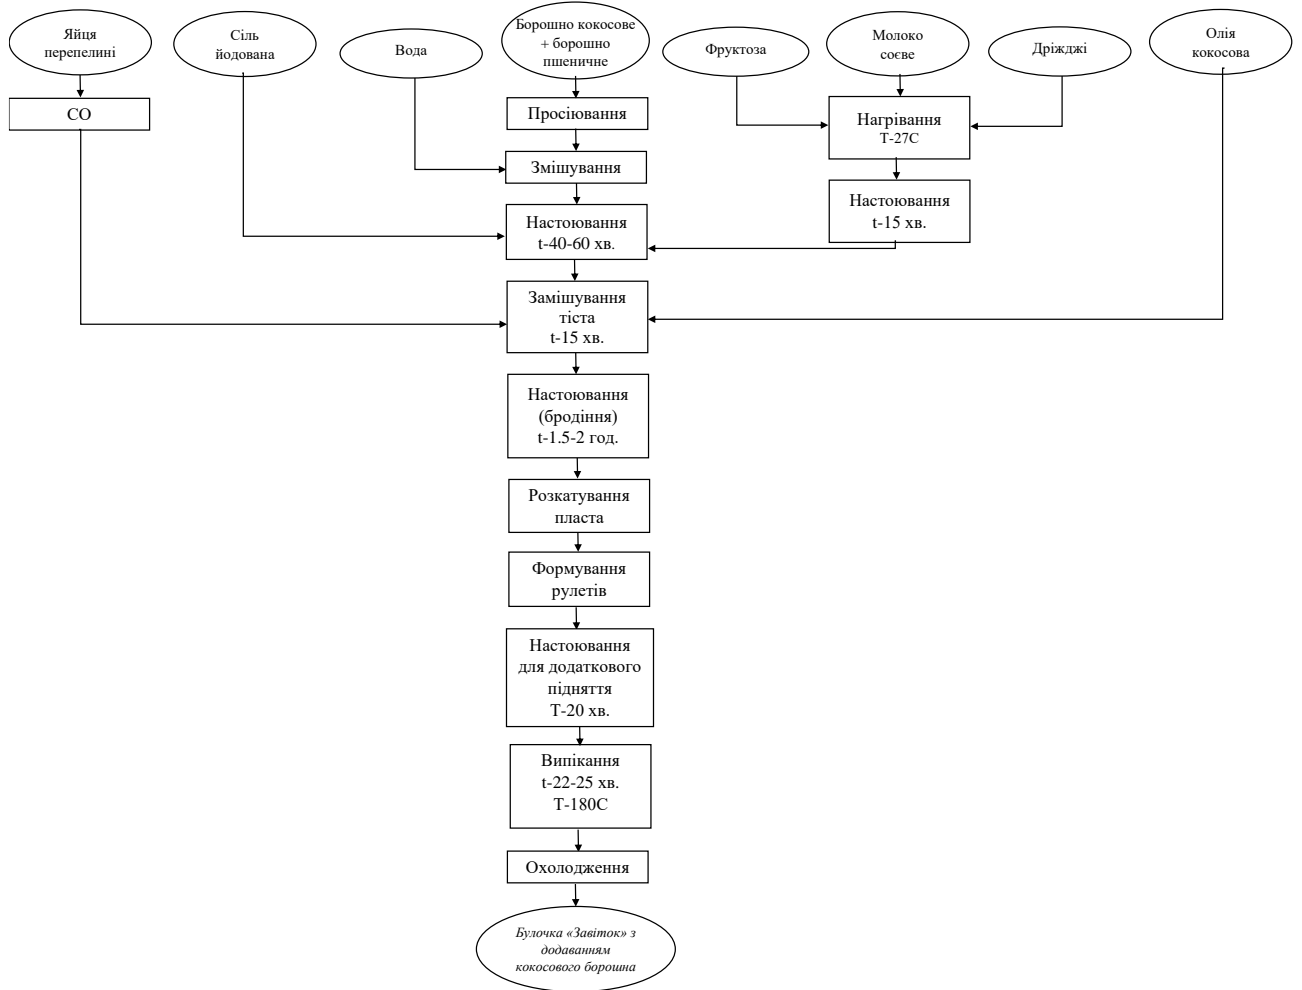 Яйця
перепелині
Сіль
йодована
Вода
Борошно кокосове
+ борошно
пшеничне
Фруктоза
Молоко
соєве
Дріжджі
Олія
кокосова
СО
Просіювання
Нагрівання
Т-27С
Змішування
Настоювання
t-15 хв.
Настоювання
t-40-60 хв.
Замішування
тіста
t-15 хв.
Настоювання
(бродіння)
t-1.5-2 год.
Розкатування
пласта
Формування
рулетів
Настоювання
для додаткового
підняття
Т-20 хв.
Випікання
t-22-25 хв.
Т-180С
Охолодження
Булочка «Завіток» з
додаванням
кокосового борошна